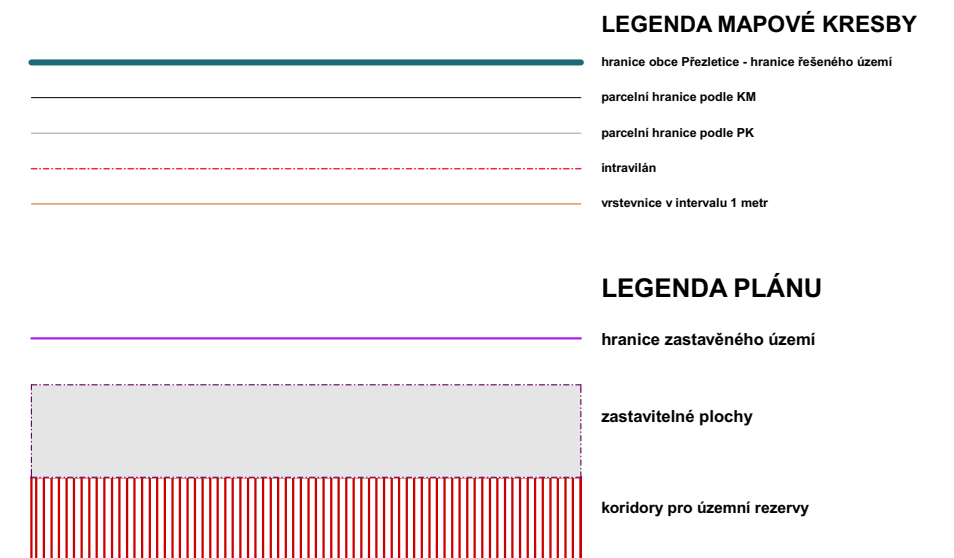 LEGENDA MAPOVÉ KRESBY
hranice obce Přezletice - hranice řešeného území
parcelní hranice podle KM
parcelní hranice podle PK
intravilán
vrstevnice v intervalu 1 metr
LEGENDA PLÁNU
hranice zastavěného území
zastavitelné plochy
koridory pro územní rezervy